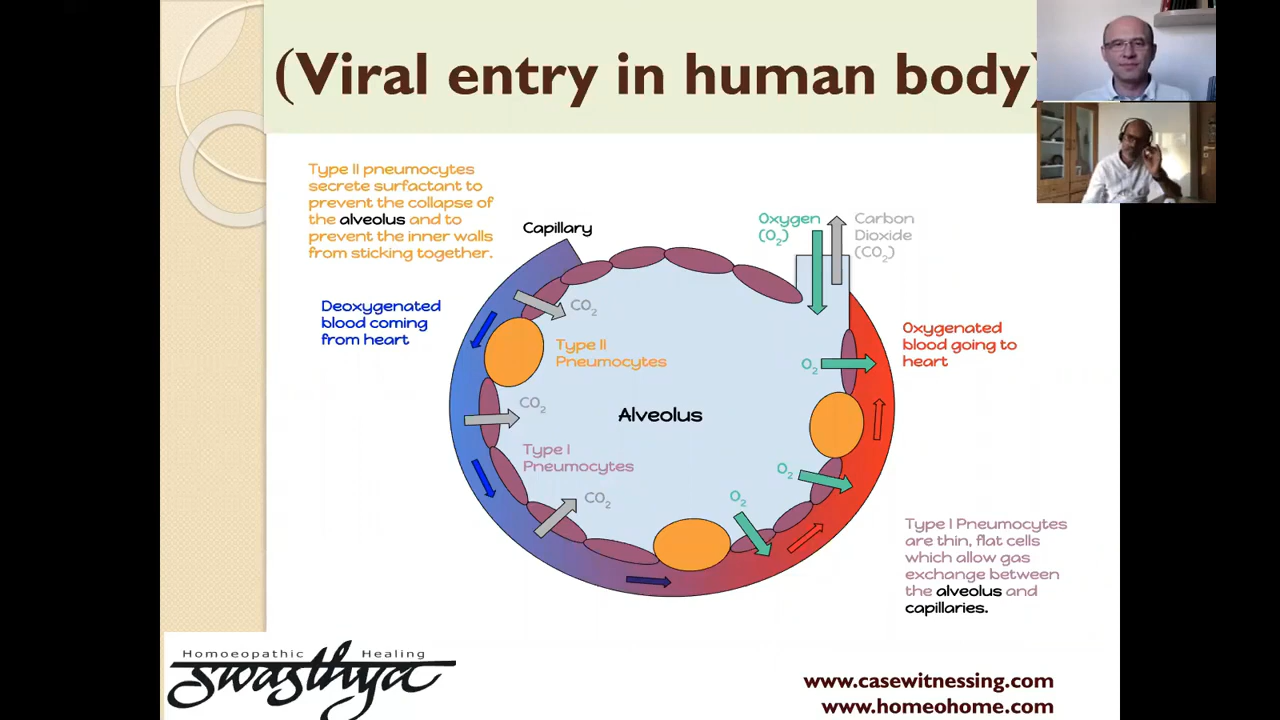 (Viral entry in human body)
Type II pneumocytes
secrete surfactant to
prevent the collapse of
the alveolus and to
prevent the inner walls
from sticking together.
Capillary
Oxygen
(O₂)
Carbon
Dioxide
(CO₂)
Deoxygenated
blood coming
from heart
CO₂
Type II
Pneumocytes
Oxygenated
blood going to
heart
O₂
CO₂
Alveolus
Type I
Pneumocytes
O₂
CO₂
O₂
Type I Pneumocytes
are thin, flat cells
which allow gas
exchange between
the alveolus and
capillaries.
Homoeopathic Healing
swasthya
www.casewitnessing.com
www.homeohome.com